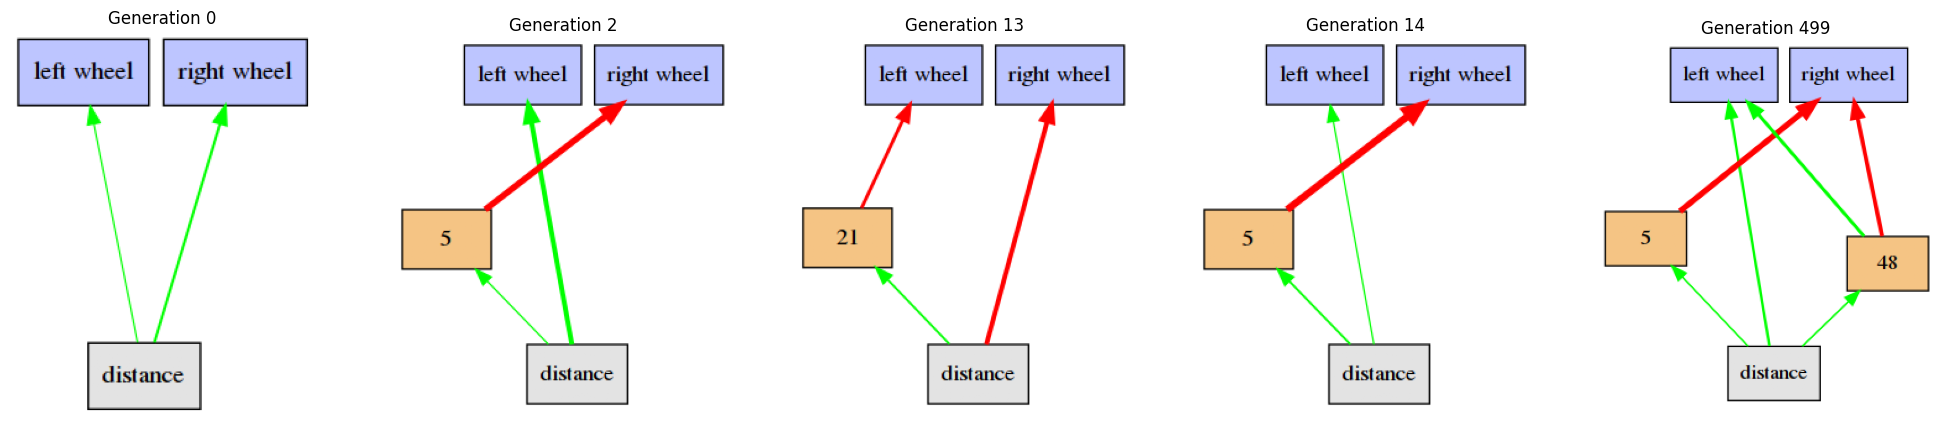 Generation 0
left wheel
right wheel
distance
Generation 2
left wheel
right wheel
5
distance
Generation 13
left wheel
right wheel
21
distance
Generation 14
left wheel
right wheel
5
distance
Generation 499
left wheel
right wheel
5
48
distance